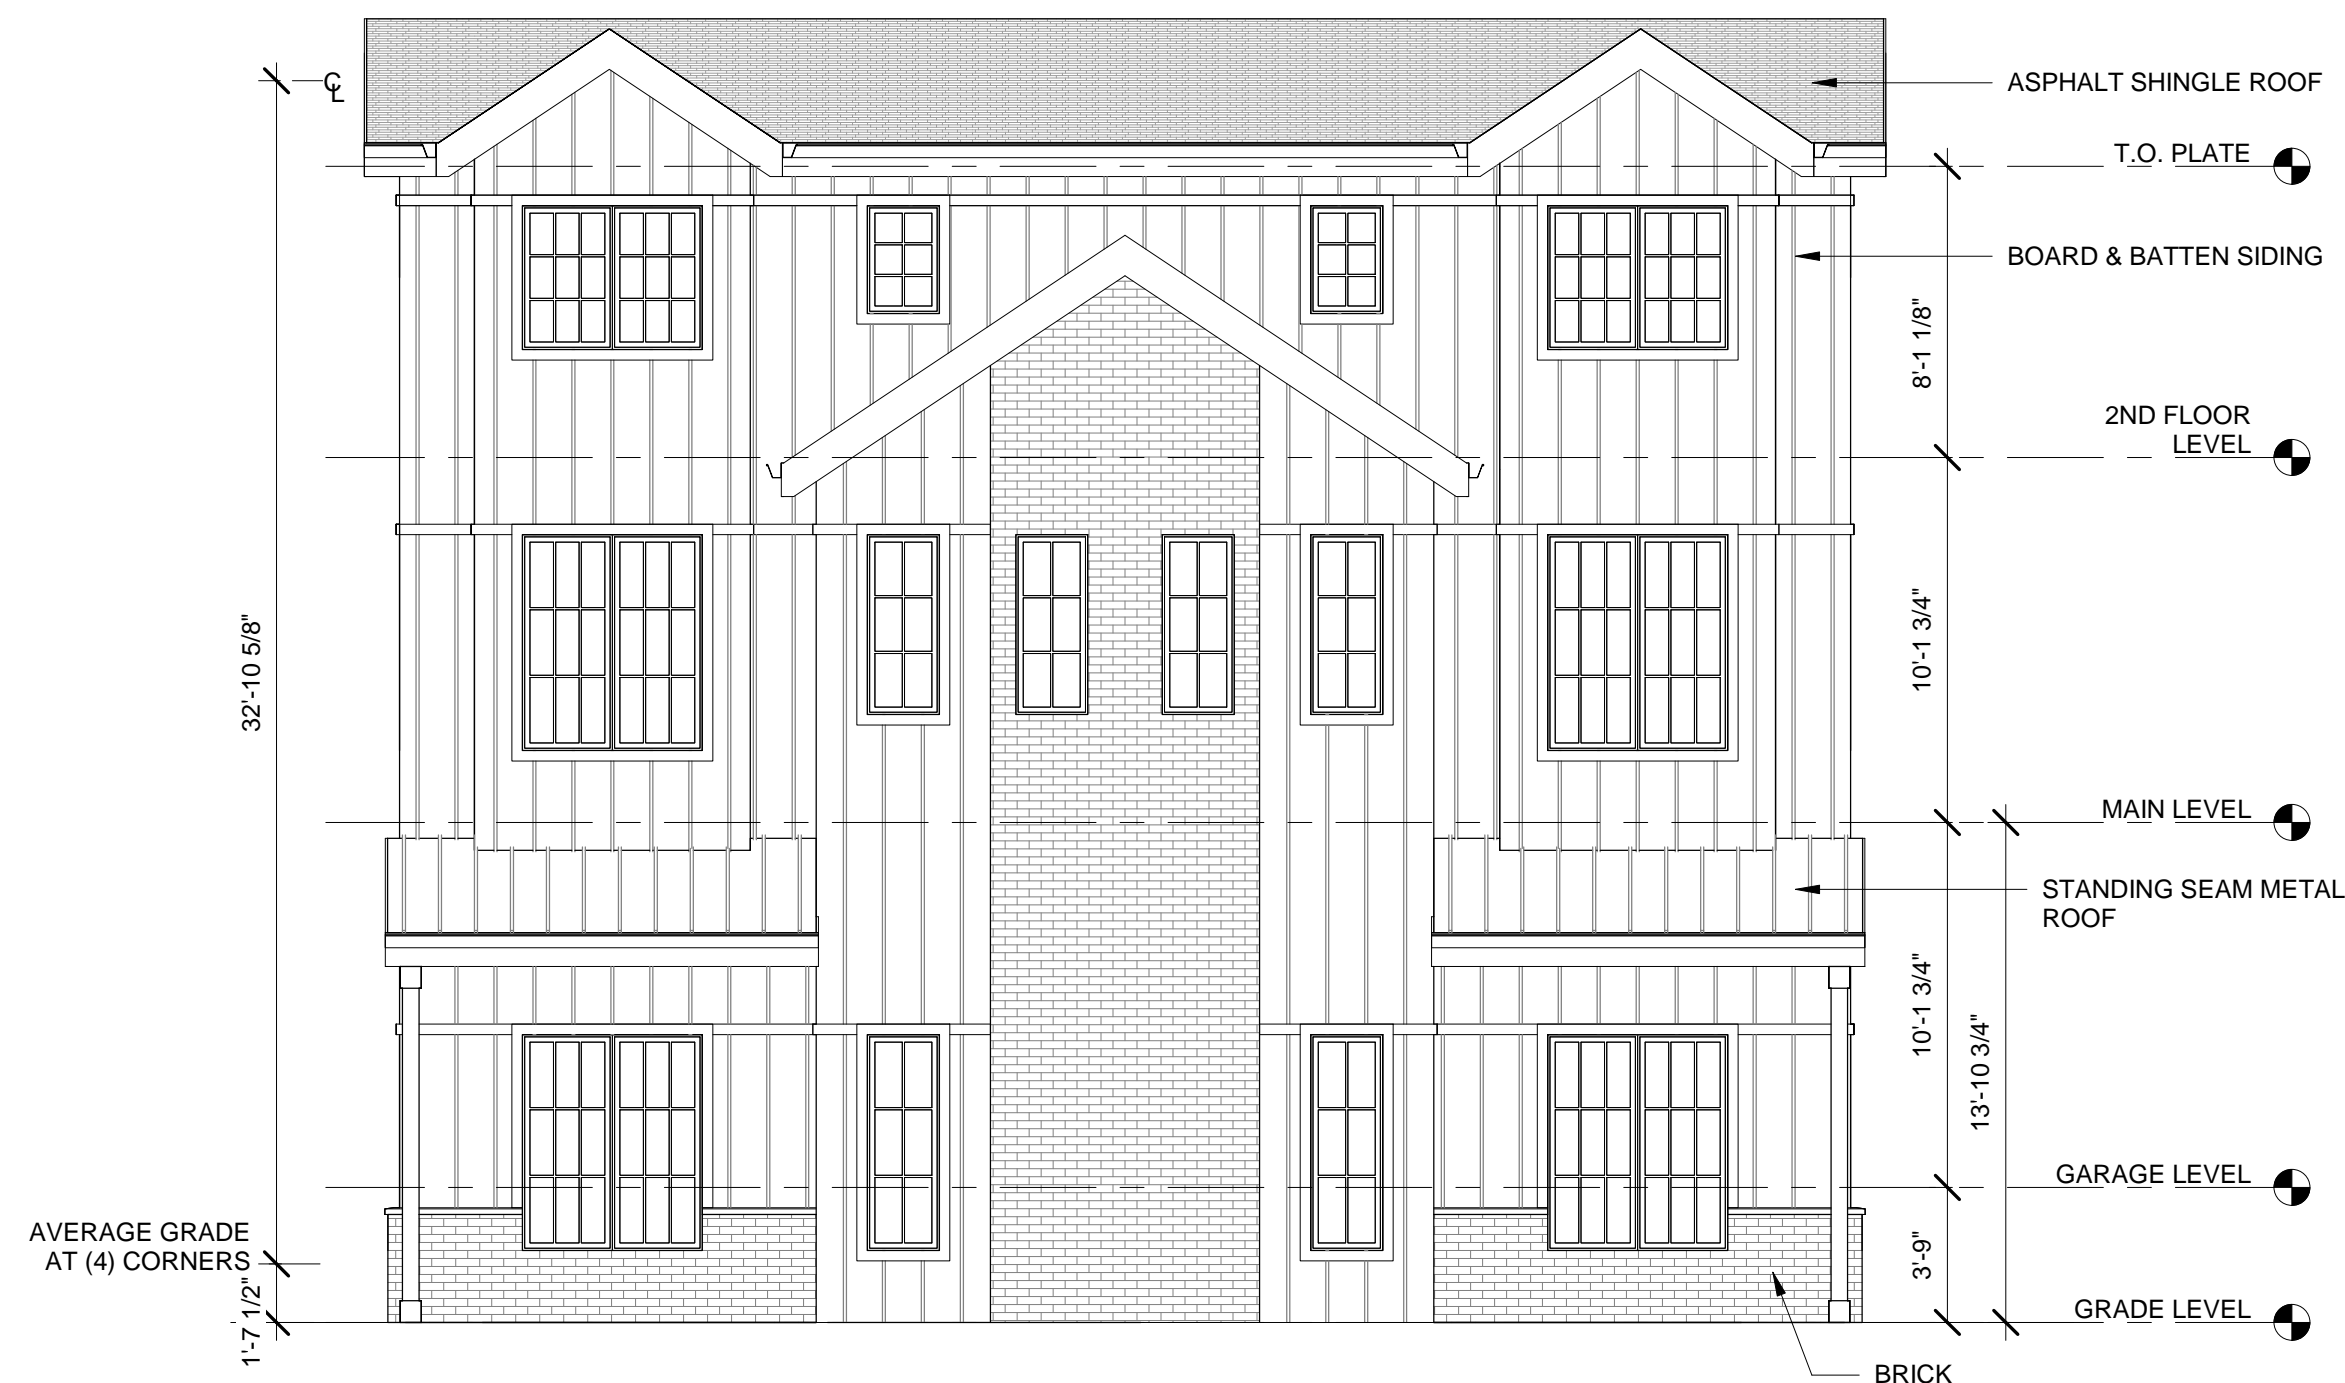 ℄
ASPHALT SHINGLE ROOF
T.O. PLATE
BOARD & BATTEN SIDING
8'-1 1/8"
2ND FLOOR
LEVEL
32'-10 5/8"
10'-1 3/4"
MAIN LEVEL
STANDING SEAM METAL
ROOF
10'-1 3/4"
13'-10 3/4"
GARAGE LEVEL
AVERAGE GRADE
AT (4) CORNERS
3'-9"
1'-7 1/2"
GRADE LEVEL
BRICK